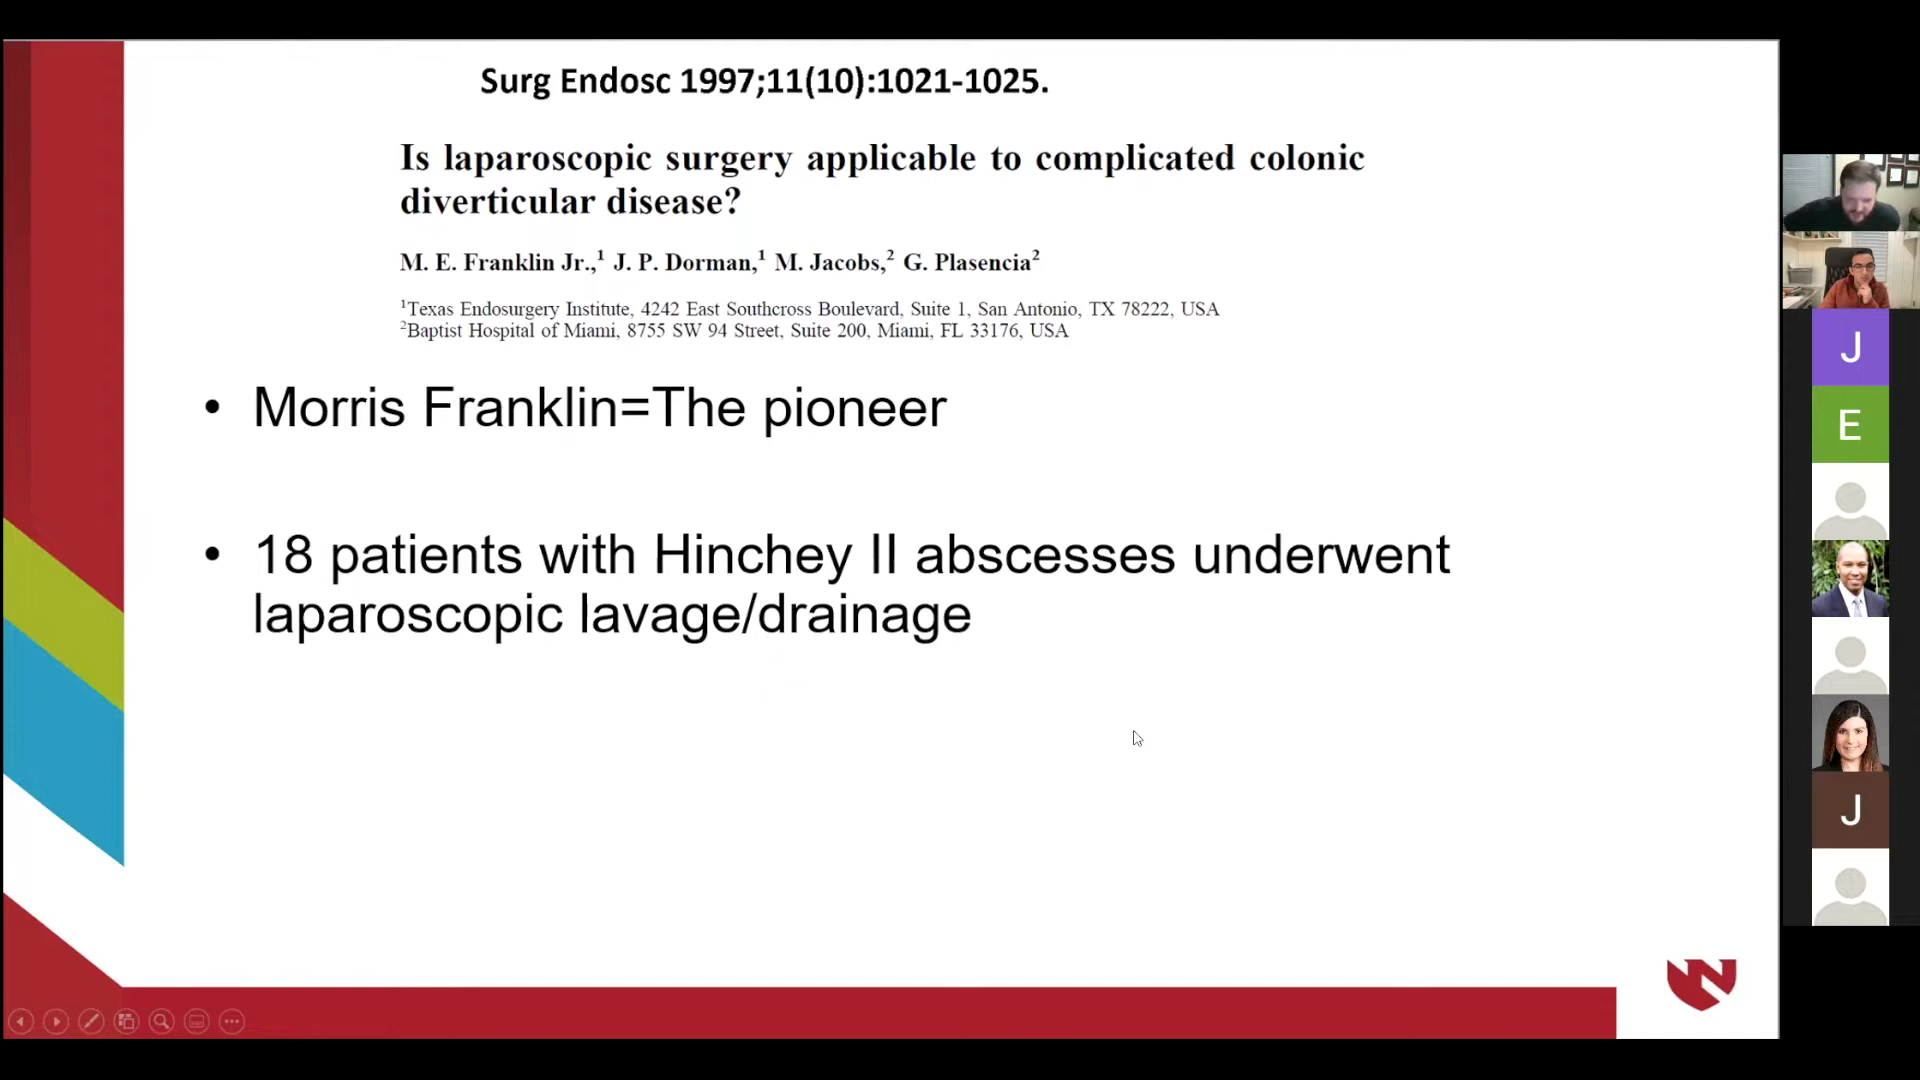 Surg Endosc 1997;11(10):1021-1025.
Is laparoscopic surgery applicable to complicated colonic
diverticular disease?
M. E. Franklin Jr.,¹ J. P. Dorman,¹ M. Jacobs,² G. Plasencia²
¹Texas Endosurgery Institute, 4242 East Southcross Boulevard, Suite 1, San Antonio, TX 78222, USA
²Baptist Hospital of Miami, 8755 SW 94 Street, Suite 200, Miami, FL 33176, USA
• Morris Franklin=The pioneer
• 18 patients with Hinchey II abscesses underwent
laparoscopic lavage/drainage
J
E
J
N